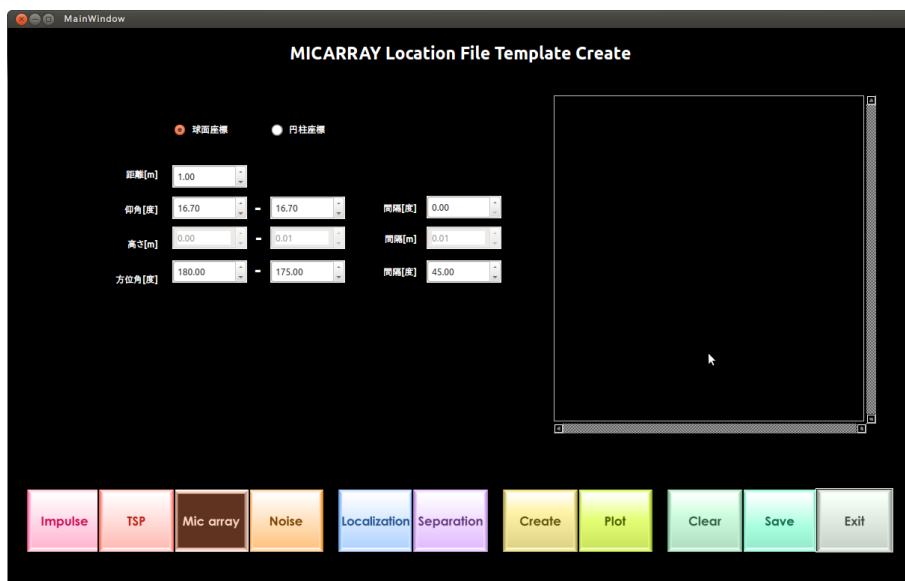 MainWindow
MICARRAY Location File Template Create
球面座標 円柱座標
距離[m] 1.00
仰角[度] 16.70 - 16.70 間隔[度] 0.00
高さ[m] 0.00 - 0.01 間隔[m] 0.01
方位角[度] 180.00 - 175.00 間隔[度] 45.00
Impulse TSP Mic array Noise Localization Separation Create Plot Clear Save Exit